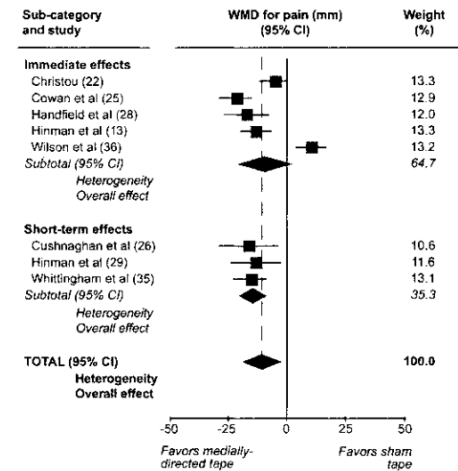 Sub-category WMD for pain (mm) Weight
and study (95% CI) (%)
Immediate effects
Christou (22) 13.3
Cowan et al (25) 12.9
Handfield et al (28) 12.0
Hinman et al (13) 13.3
Wilson et al (36) 13.2
Subtotal (95% CI) 64.7
Heterogeneity
Overall effect
Short-term effects
Cushnaghan et al (26) 10.6
Hinman et al (29) 11.6
Whittingham et al (35) 13.1
Subtotal (95% CI) 35.3
Heterogeneity
Overall effect
TOTAL (95% CI) 100.0
Heterogeneity
Overall effect
-50 -25 0 25 50
Favors medially- Favors sham
directed tape tape